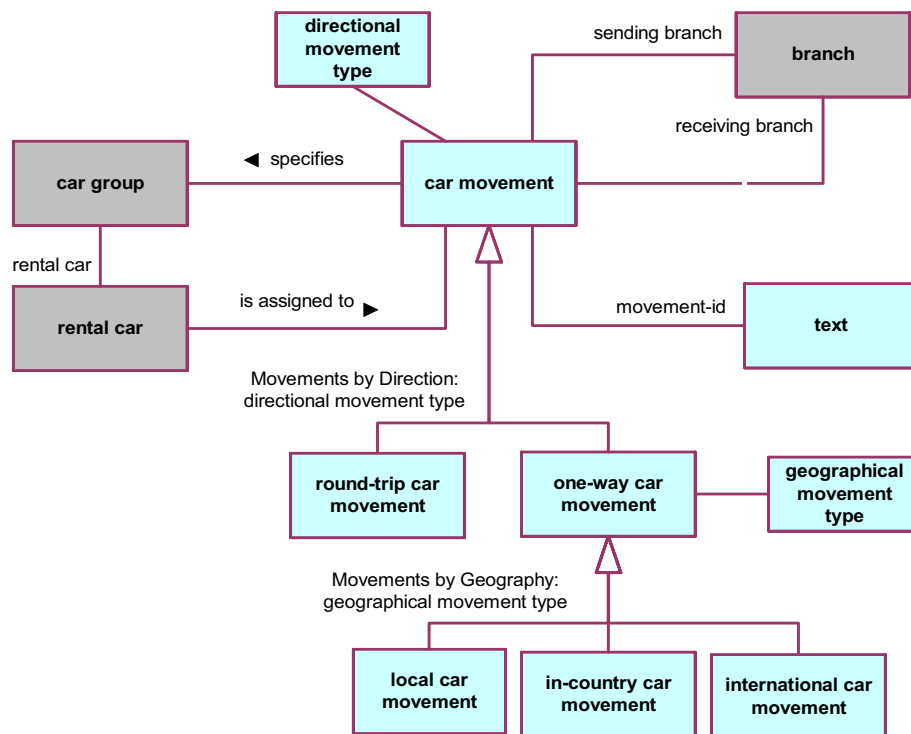 directional
movement
type
sending branch
branch
receiving branch
◄ specifies
car group
car movement
rental car
is assigned to ►
rental car
movement-id
text
Movements by Direction:
directional movement type
round-trip car
movement
one-way car
movement
geographical
movement
type
Movements by Geography:
geographical movement type
local car
movement
in-country car
movement
international car
movement